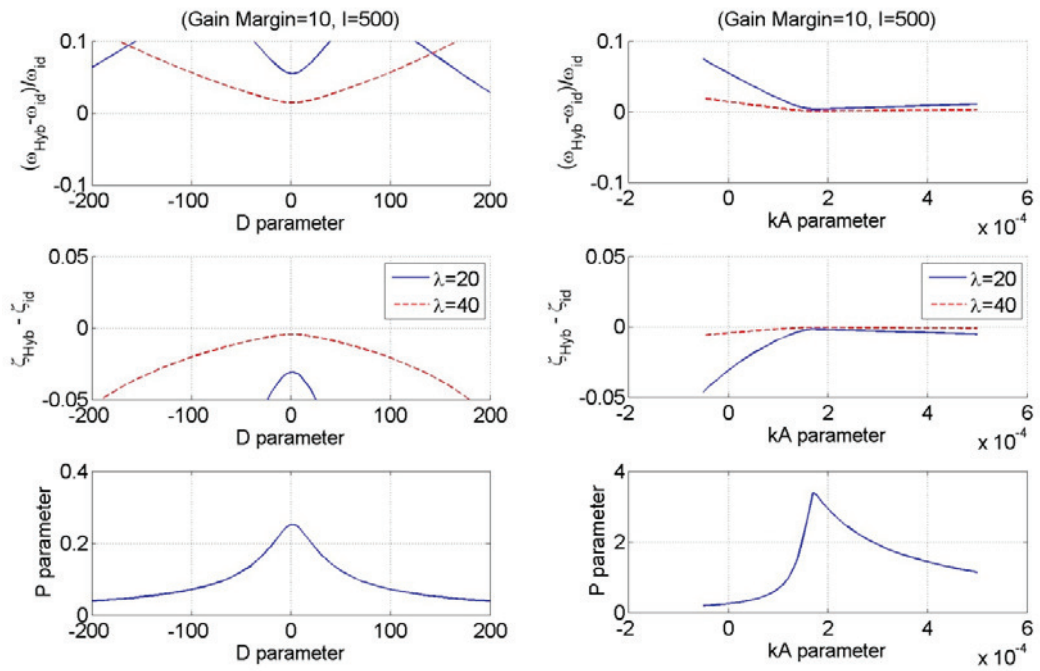 (Gain Margin=10, I=500)
(ω_Hyb-ω_id)/ω_id
0.1
0
-0.1
-200 -100 0 100 200
D parameter
(Gain Margin=10, I=500)
(ω_Hyb-ω_id)/ω_id
0.1
0
-0.1
-2 0 2 4 6
kA parameter
x 10^-4
ζ_Hyb - ζ_id
0.05
0
-0.05
λ=20
λ=40
-200 -100 0 100 200
D parameter
ζ_Hyb - ζ_id
0.05
0
-0.05
λ=20
λ=40
-2 0 2 4 6
kA parameter
x 10^-4
P parameter
0.4
0.2
0
-200 -100 0 100 200
D parameter
P parameter
4
2
0
-2 0 2 4 6
kA parameter
x 10^-4